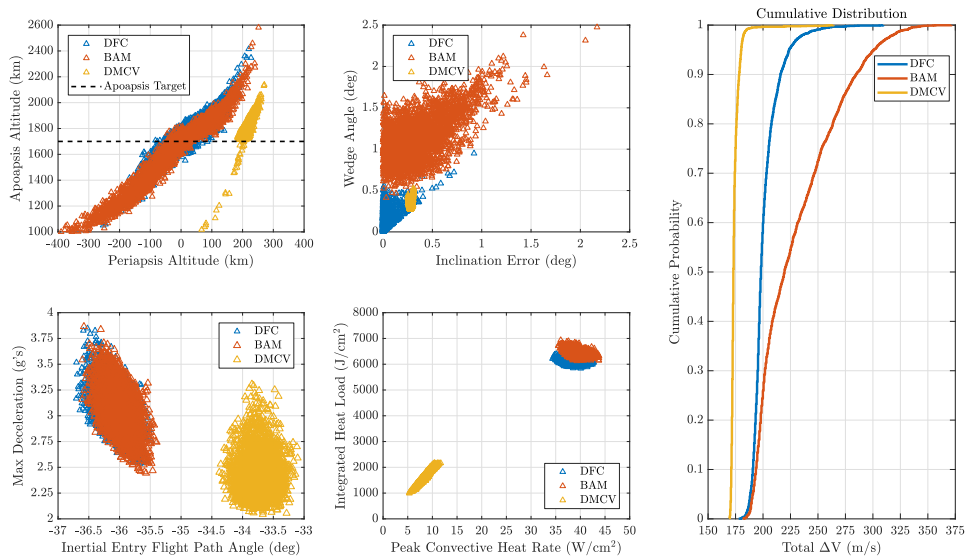 2600
2400
2200
2000
1800
1600
1400
1200
1000
-400 -300 -200 -100 0 100 200 300 400
Apoapsis Altitude (km)
Periapsis Altitude (km)
DFC
BAM
DMCV
Apoapsis Target
2.5
2
1.5
1
0.5
0
0 0.5 1 1.5 2 2.5
Wedge Angle (deg)
Inclination Error (deg)
DFC
BAM
DMCV
4
3.75
3.5
3.25
3
2.75
2.5
2.25
2
-37 -36.5 -36 -35.5 -35 -34.5 -34 -33.5 -33
Max Deceleration (g's)
Inertial Entry Flight Path Angle (deg)
DFC
BAM
DMCV
8000
7000
6000
5000
4000
3000
2000
1000
0
0 5 10 15 20 25 30 35 40 45 50
Integrated Heat Load (J/cm²)
Peak Convective Heat Rate (W/cm²)
DFC
BAM
DMCV
Cumulative Distribution
1
0.9
0.8
0.7
0.6
0.5
0.4
0.3
0.2
0.1
0
150 175 200 225 250 275 300 325 350 375
Cumulative Probability
Total ΔV (m/s)
DFC
BAM
DMCV